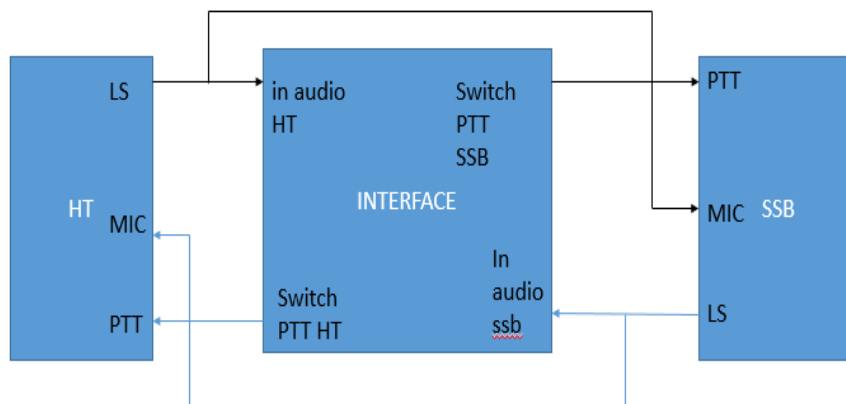 LS
MIC
HT
PTT
in audio
HT
Switch
PTT
SSB
INTERFACE
In
audio
ssb
Switch
PTT HT
PTT
MIC SSB
LS